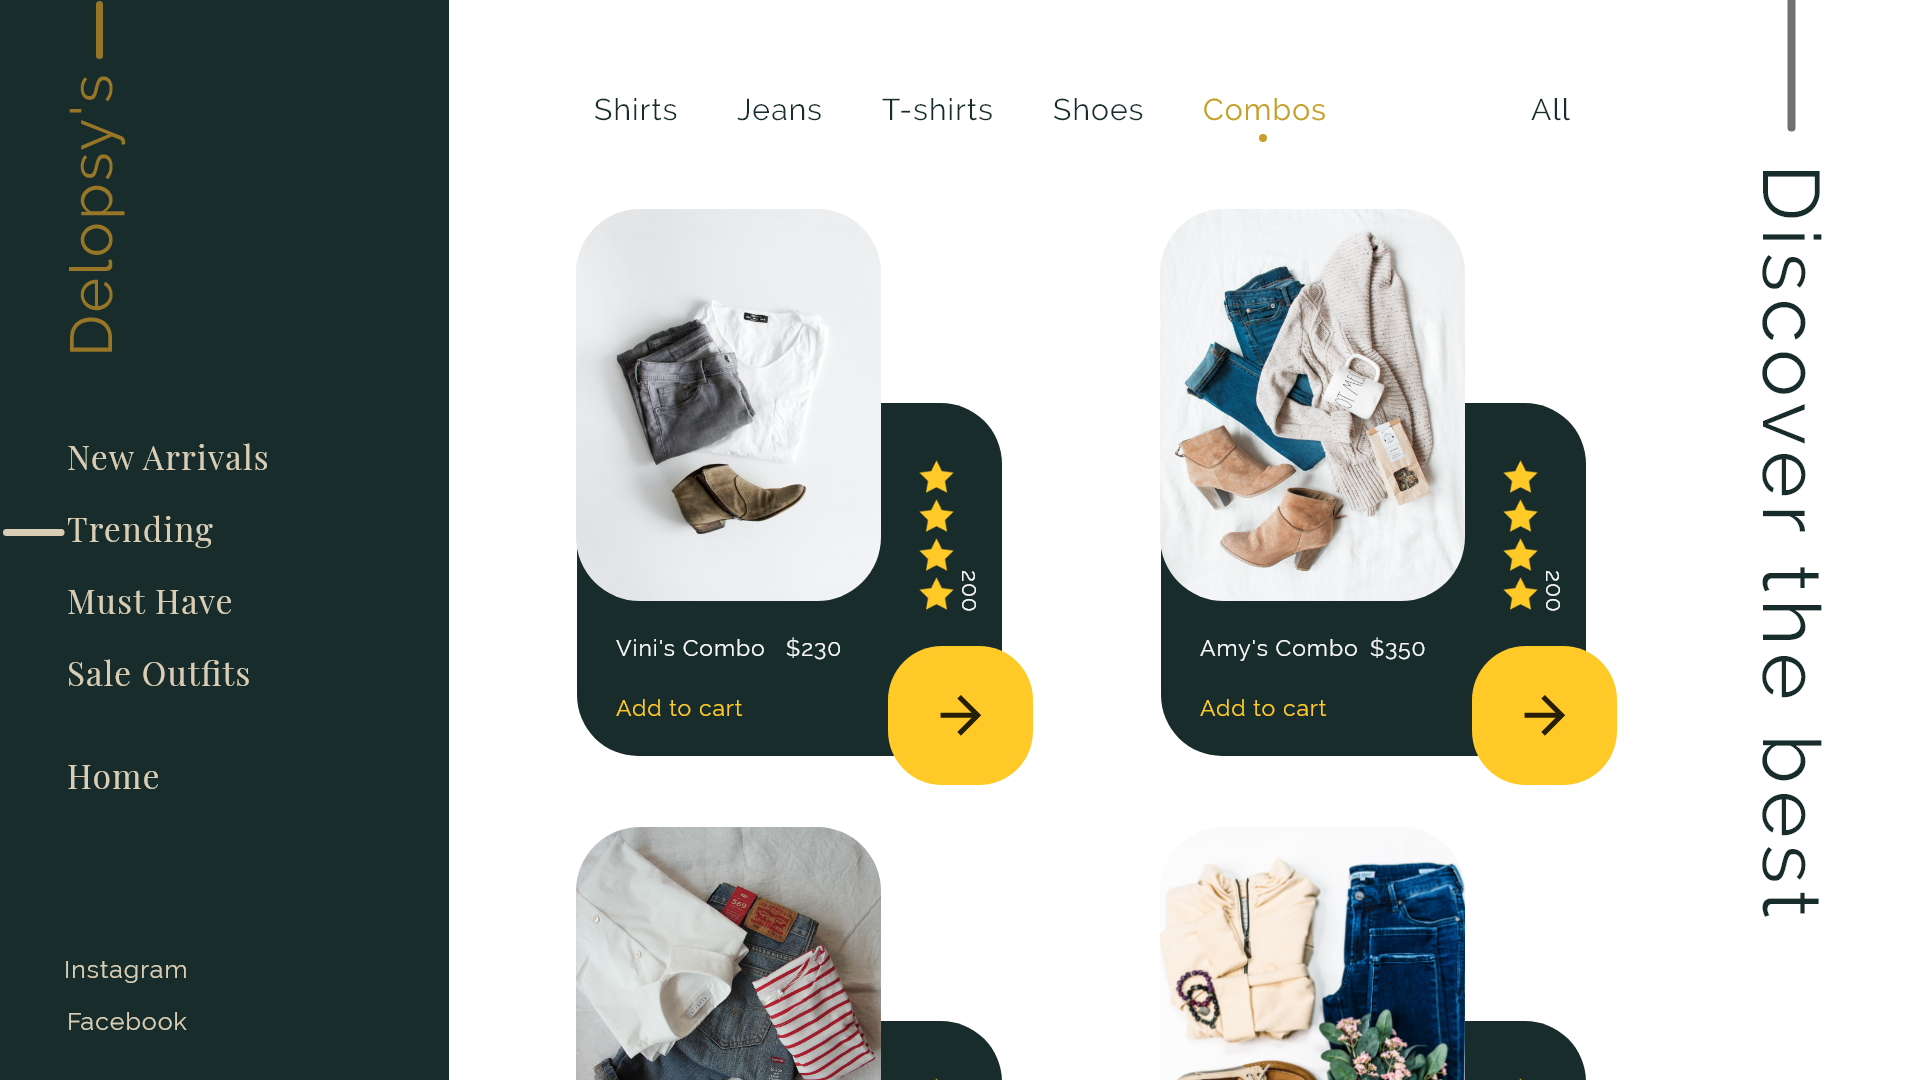 Delopsy's
New Arrivals
Trending
Must Have
Sale Outfits
Home
Instagram
Facebook
Shirts
Jeans
T-shirts
Shoes
Combos
All
200
Vini's Combo $230
Add to cart
200
Amy's Combo $350
Add to cart
569
Discover the best